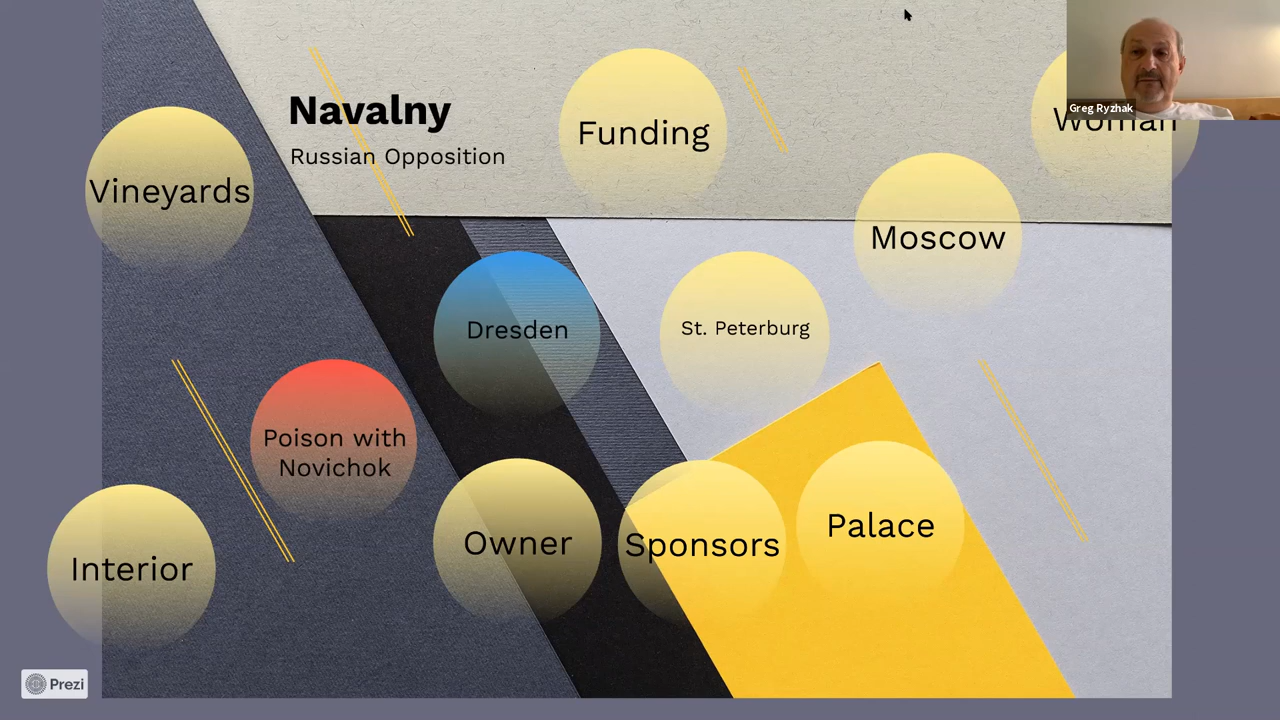 Navalny
Russian Opposition
Funding
Woman
Greg Ryzhak
Vineyards
Moscow
Dresden
St. Peterburg
Poison with
Novichok
Owner
Sponsors
Palace
Interior
Prezi